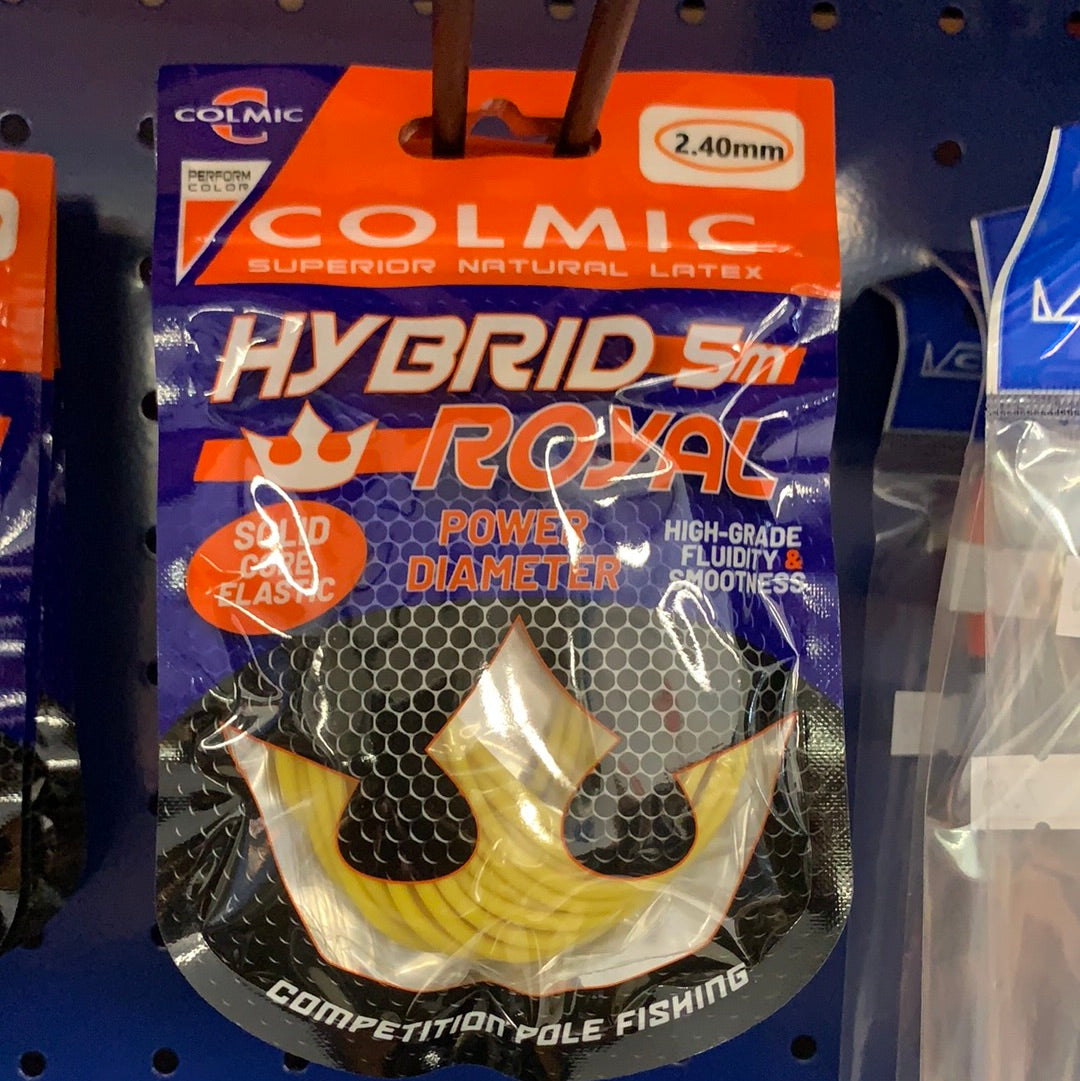 COLMIC
PERFORM
COLOR
2.40mm
COLMIC
SUPERIOR NATURAL LATEX
HYBRID 5m
ROYAL
SOLID
CORE
ELASTIC
POWER
DIAMETER
HIGH-GRADE
FLUIDITY &
SMOOTNESS
COMPETITION POLE FISHING